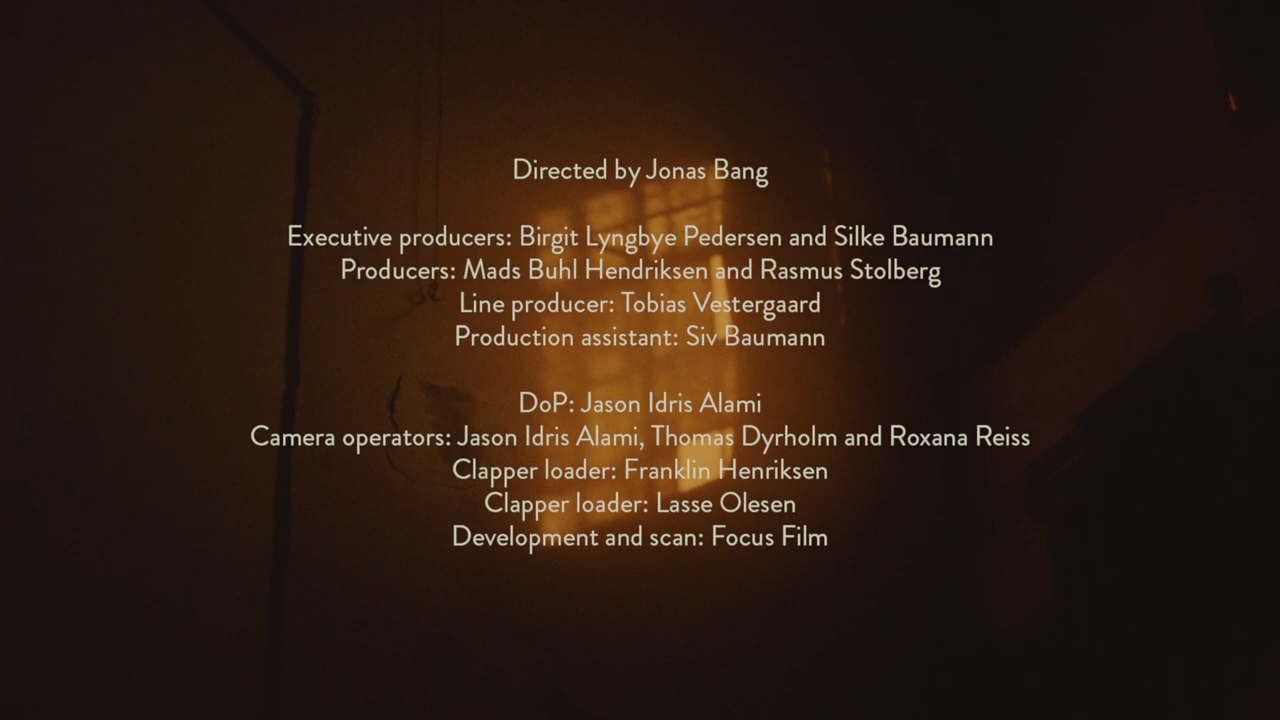 Directed by Jonas Bang
Executive producers: Birgit Lyngbye Pedersen and Silke Baumann
Producers: Mads Buhl Hendriksen and Rasmus Stolberg
Line producer: Tobias Vestergaard
Production assistant: Siv Baumann
DoP: Jason Idris Alami
Camera operators: Jason Idris Alami, Thomas Dyrholm and Roxana Reiss
Clapper loader: Franklin Henriksen
Clapper loader: Lasse Olesen
Development and scan: Focus Film